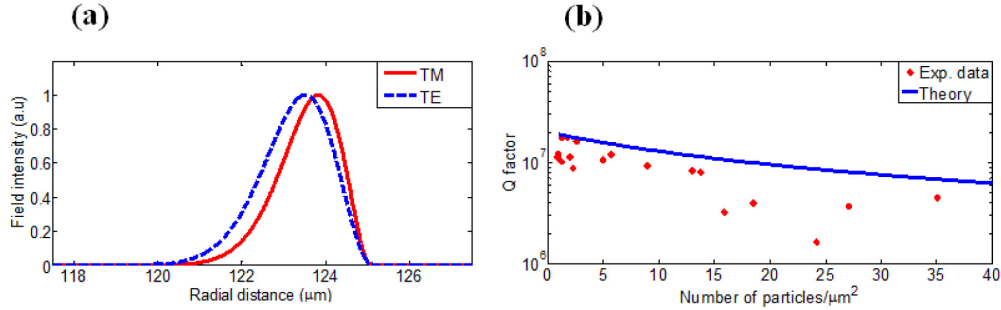 (a)
(b)
TM
TE
Field intensity (a.u)
1
0.8
0.6
0.4
0.2
0
118 120 122 124 126
Radial distance (μm)
Exp. data
Theory
Q factor
10^8
10^7
10^6
0 5 10 15 20 25 30 35 40
Number of particles/μm²